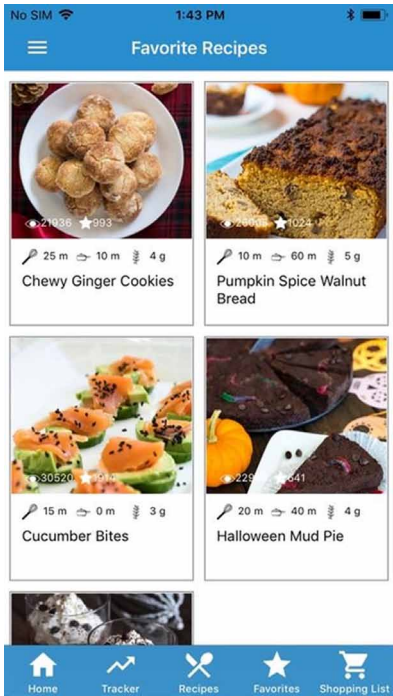 No SIM 1:43 PM
Favorite Recipes
21936 993
1024
25 m 10 m 4 g
10 m 60 m 5 g
Chewy Ginger Cookies
Pumpkin Spice Walnut
Bread
30520
15 m 0 m 3 g
20 m 40 m 4 g
Cucumber Bites
Halloween Mud Pie
Home Tracker Recipes Favorites Shopping List